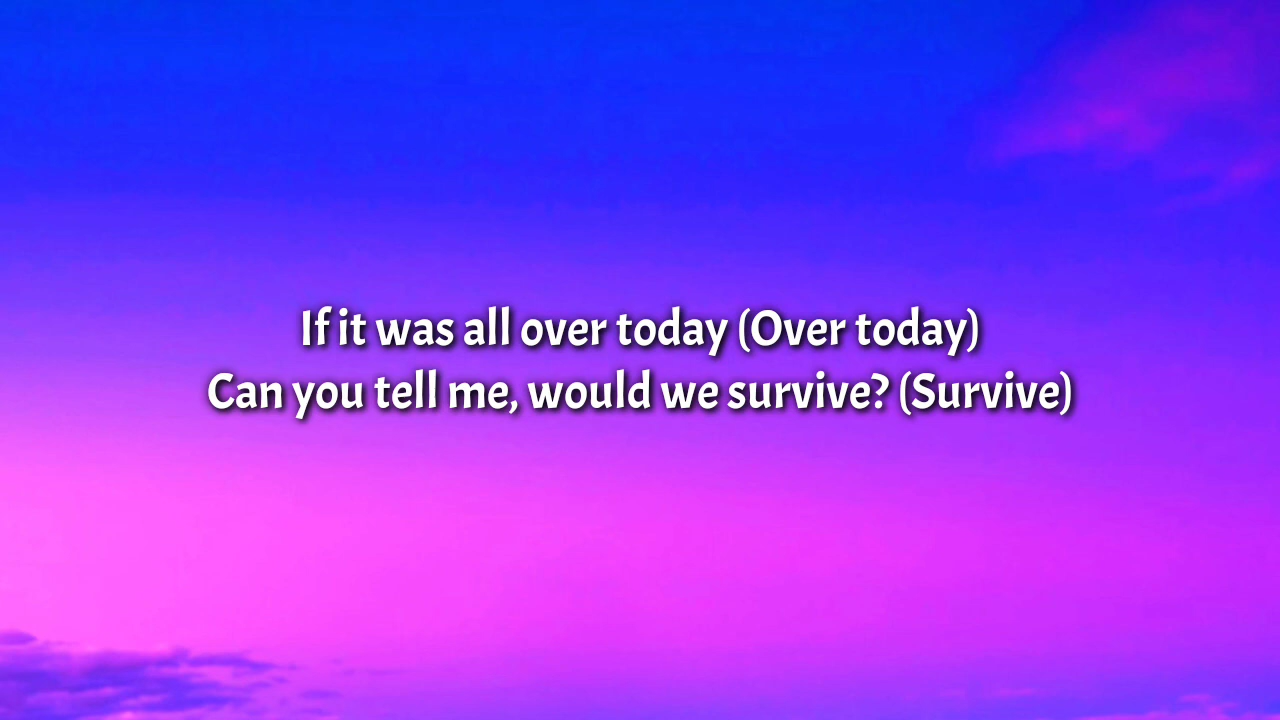 If it was all over today (Over today)
Can you tell me, would we survive? (Survive)